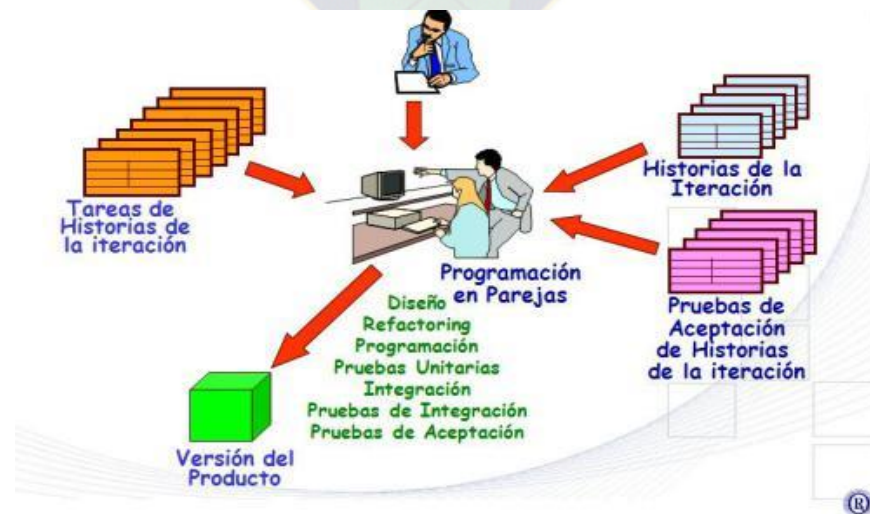 Tareas de
Historias de
la iteración
Historias de la
Iteración
Programación
en Parejas
Pruebas de
Aceptación
de Historias
de la iteración
Diseño
Refactoring
Programación
Pruebas Unitarias
Integración
Pruebas de Integración
Pruebas de Aceptación
Versión del
Producto
®